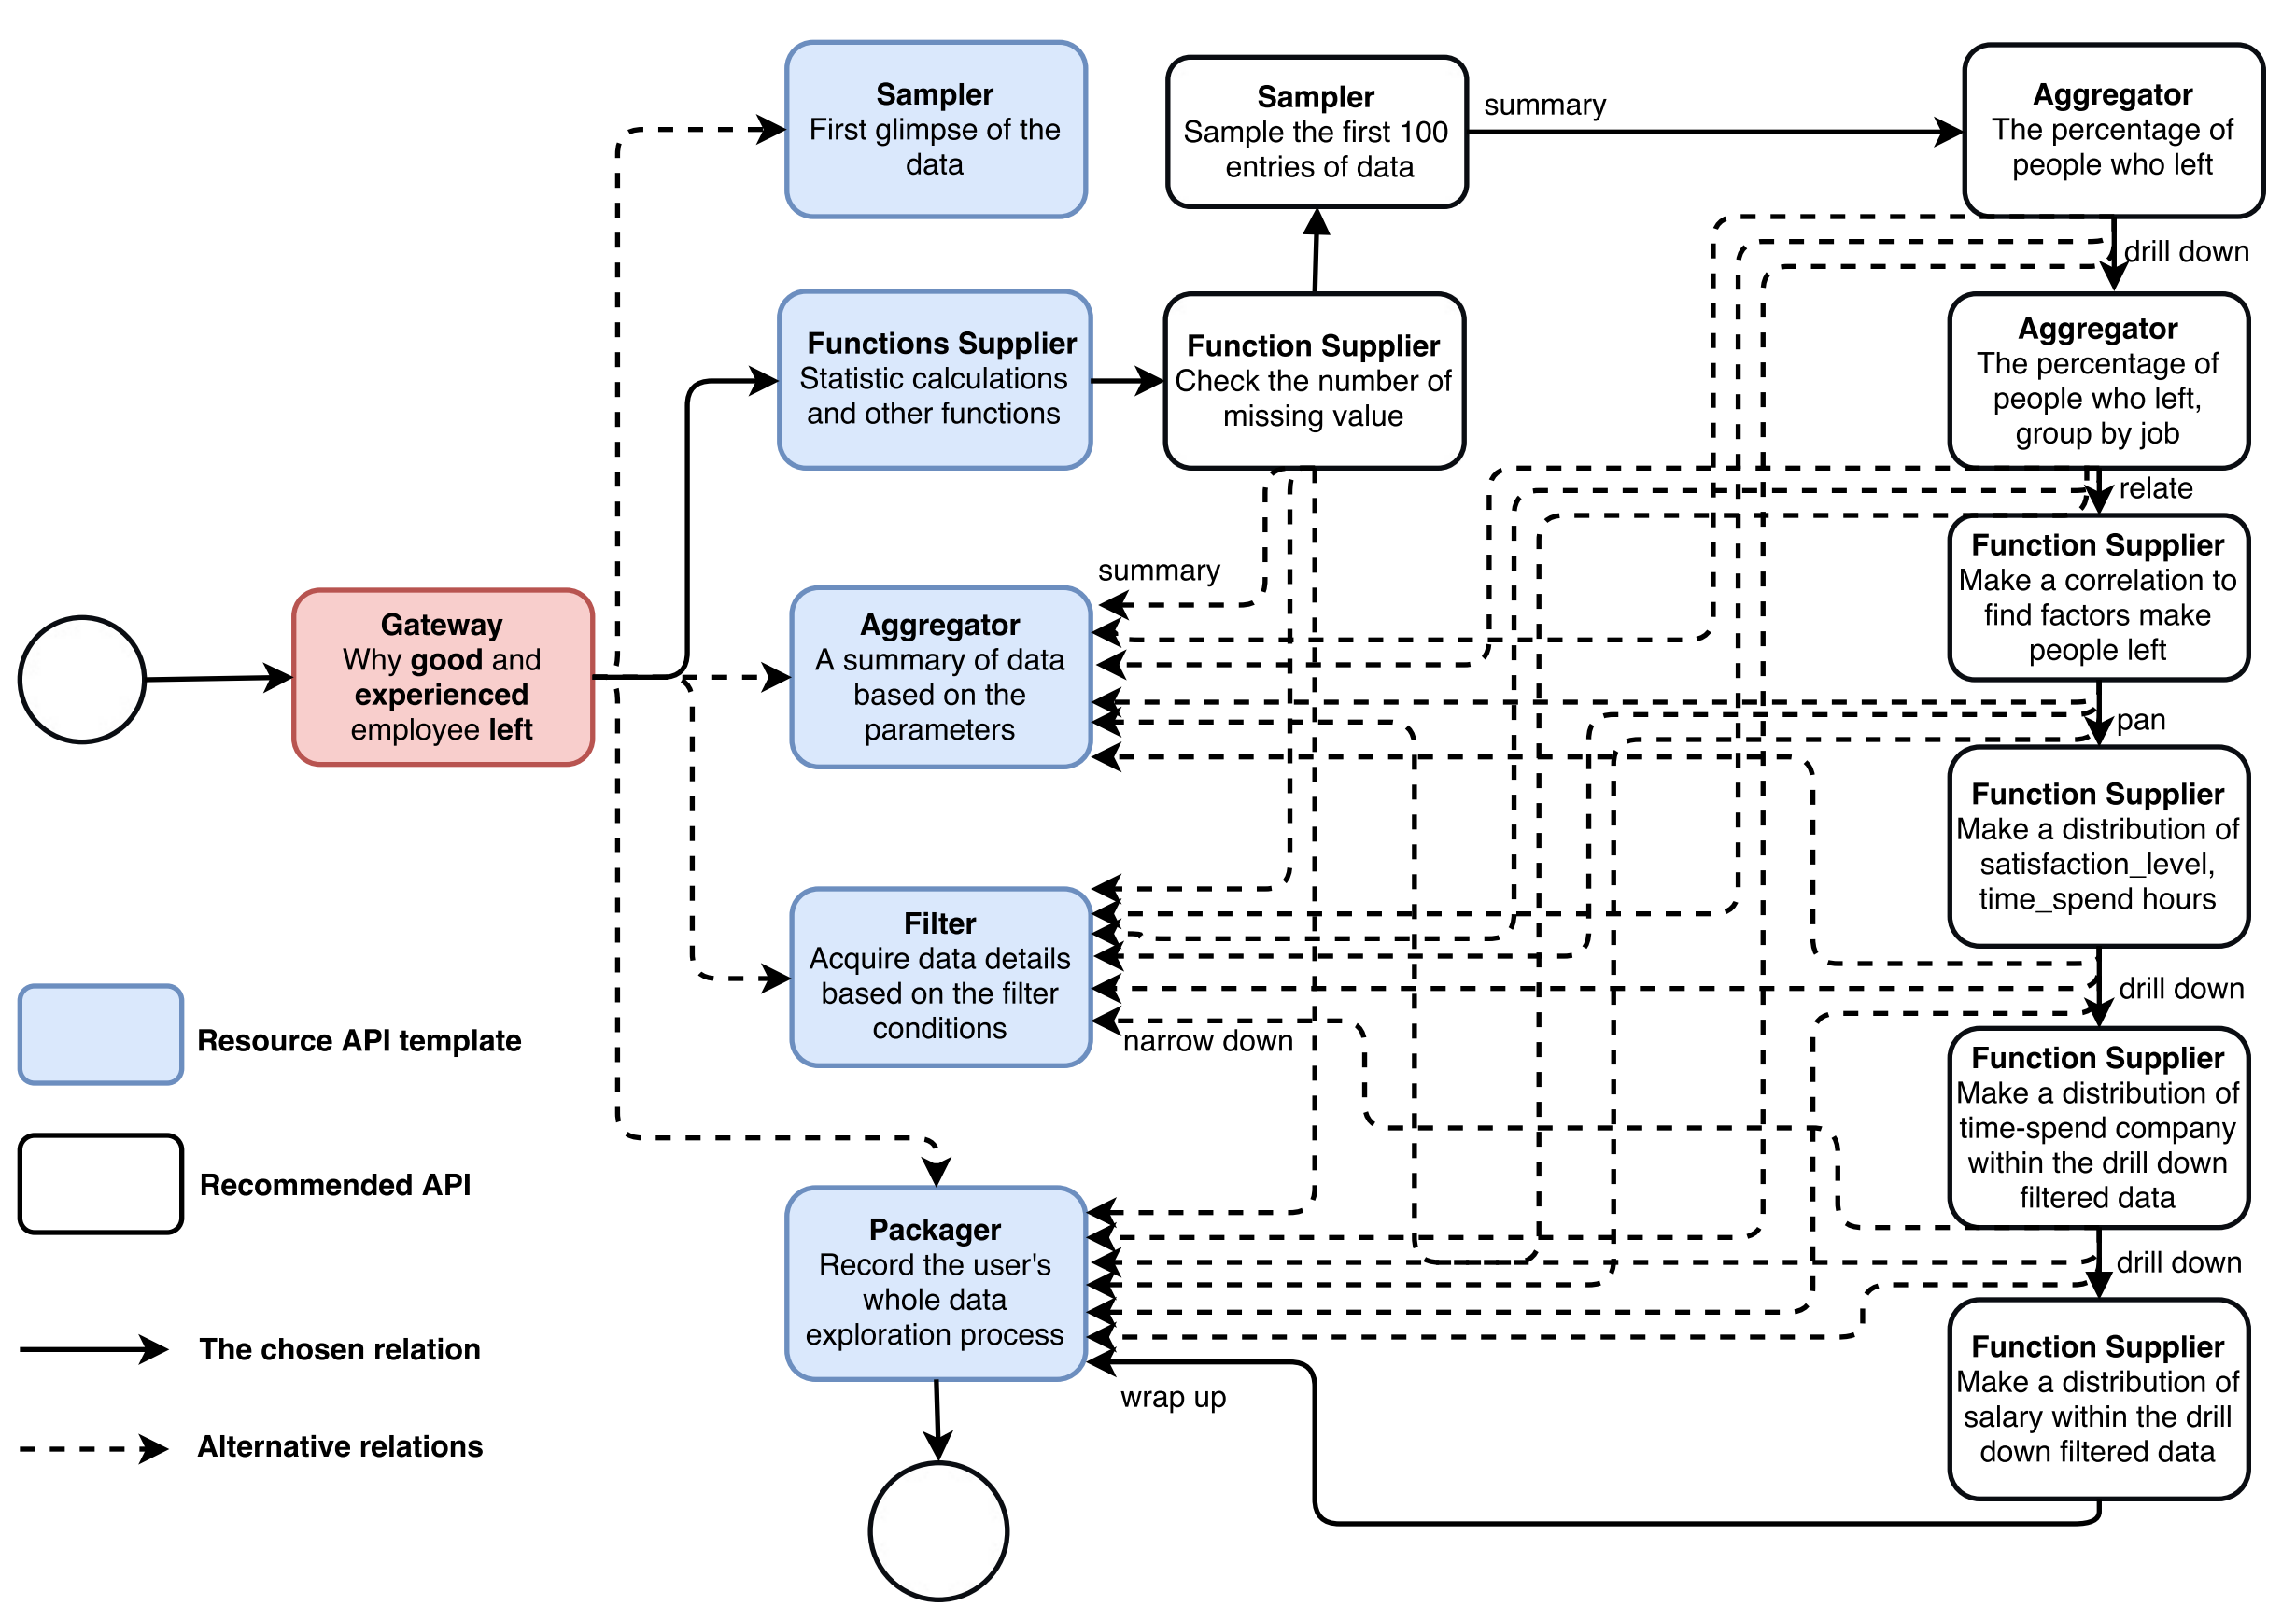 Sampler
First glimpse of the
data
Sampler
Sample the first 100
entries of data
summary
Aggregator
The percentage of
people who left
drill down
Functions Supplier
Statistic calculations
and other functions
Function Supplier
Check the number of
missing value
Aggregator
The percentage of
people who left,
group by job
relate
Function Supplier
Make a correlation to
find factors make
people left
pan
Gateway
Why good and
experienced
employee left
summary
Aggregator
A summary of data
based on the
parameters
Function Supplier
Make a distribution of
satisfaction_level,
time_spend hours
drill down
Filter
Acquire data details
based on the filter
conditions
narrow down
Function Supplier
Make a distribution of
time-spend company
within the drill down
filtered data
drill down
Resource API template
Recommended API
The chosen relation
Alternative relations
Packager
Record the user's
whole data
exploration process
wrap up
Function Supplier
Make a distribution of
salary within the drill
down filtered data